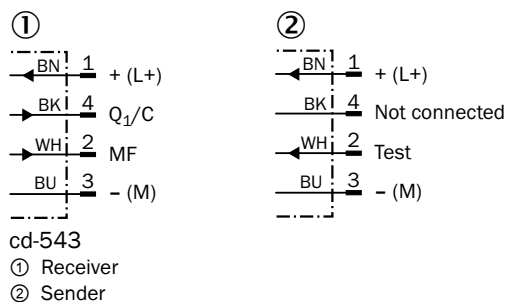 ① ②
BN 1 + (L+) BN 1 + (L+)
BK 4 Q₁/C BK 4 Not connected
WH 2 MF WH 2 Test
BU 3 − (M) BU 3 − (M)
cd-543
① Receiver
② Sender